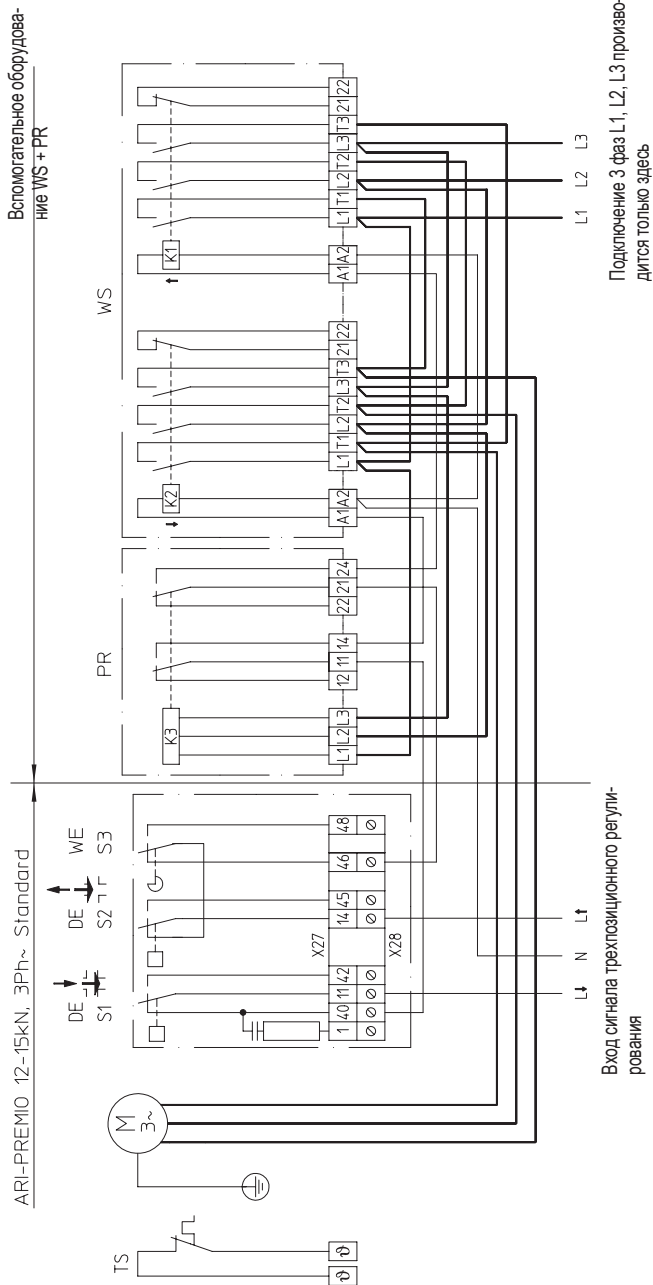 ARI-PREMIO 12-15kN, 3Ph~ Standard
Вспомогательное оборудова-
ние WS + PR
TS
ϑ ϑ
M
3~
DE DE WE
S1 S2 S3
1 40 11 42 14 45 46 48
X27
X28
L↓ N L↑
Вход сигнала трехпозиционного регули-
рования
PR
K3
L1 L2 L3 12 11 14 22 21 24
WS
K2
A1 A2 L1 T1 L2 T2 L3 T3 21 22
K1
A1 A2 L1 T1 L2 T2 L3 T3 21 22
L1 L2 L3
Подключение 3 фаз L1, L2, L3 произво-
дится только здесь